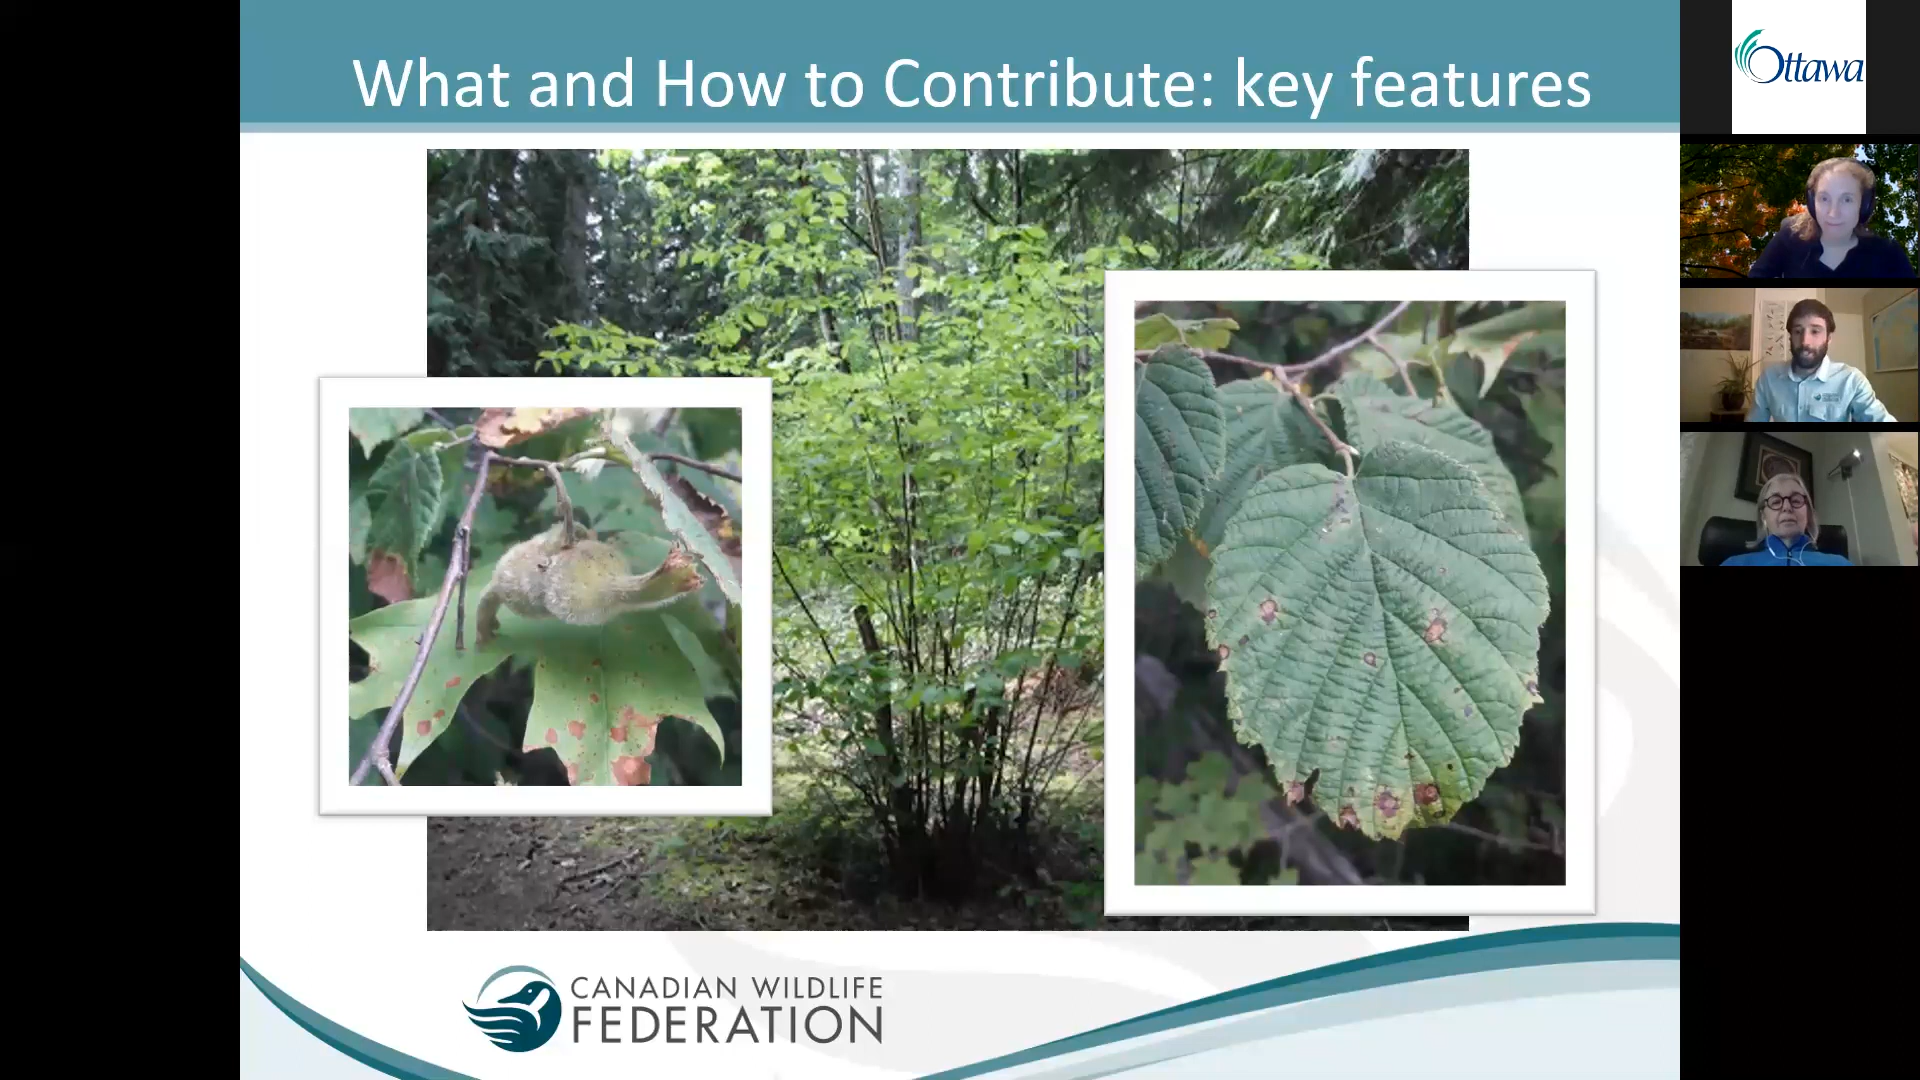 What and How to Contribute: key features
Ottawa
CANADIAN WILDLIFE
FEDERATION